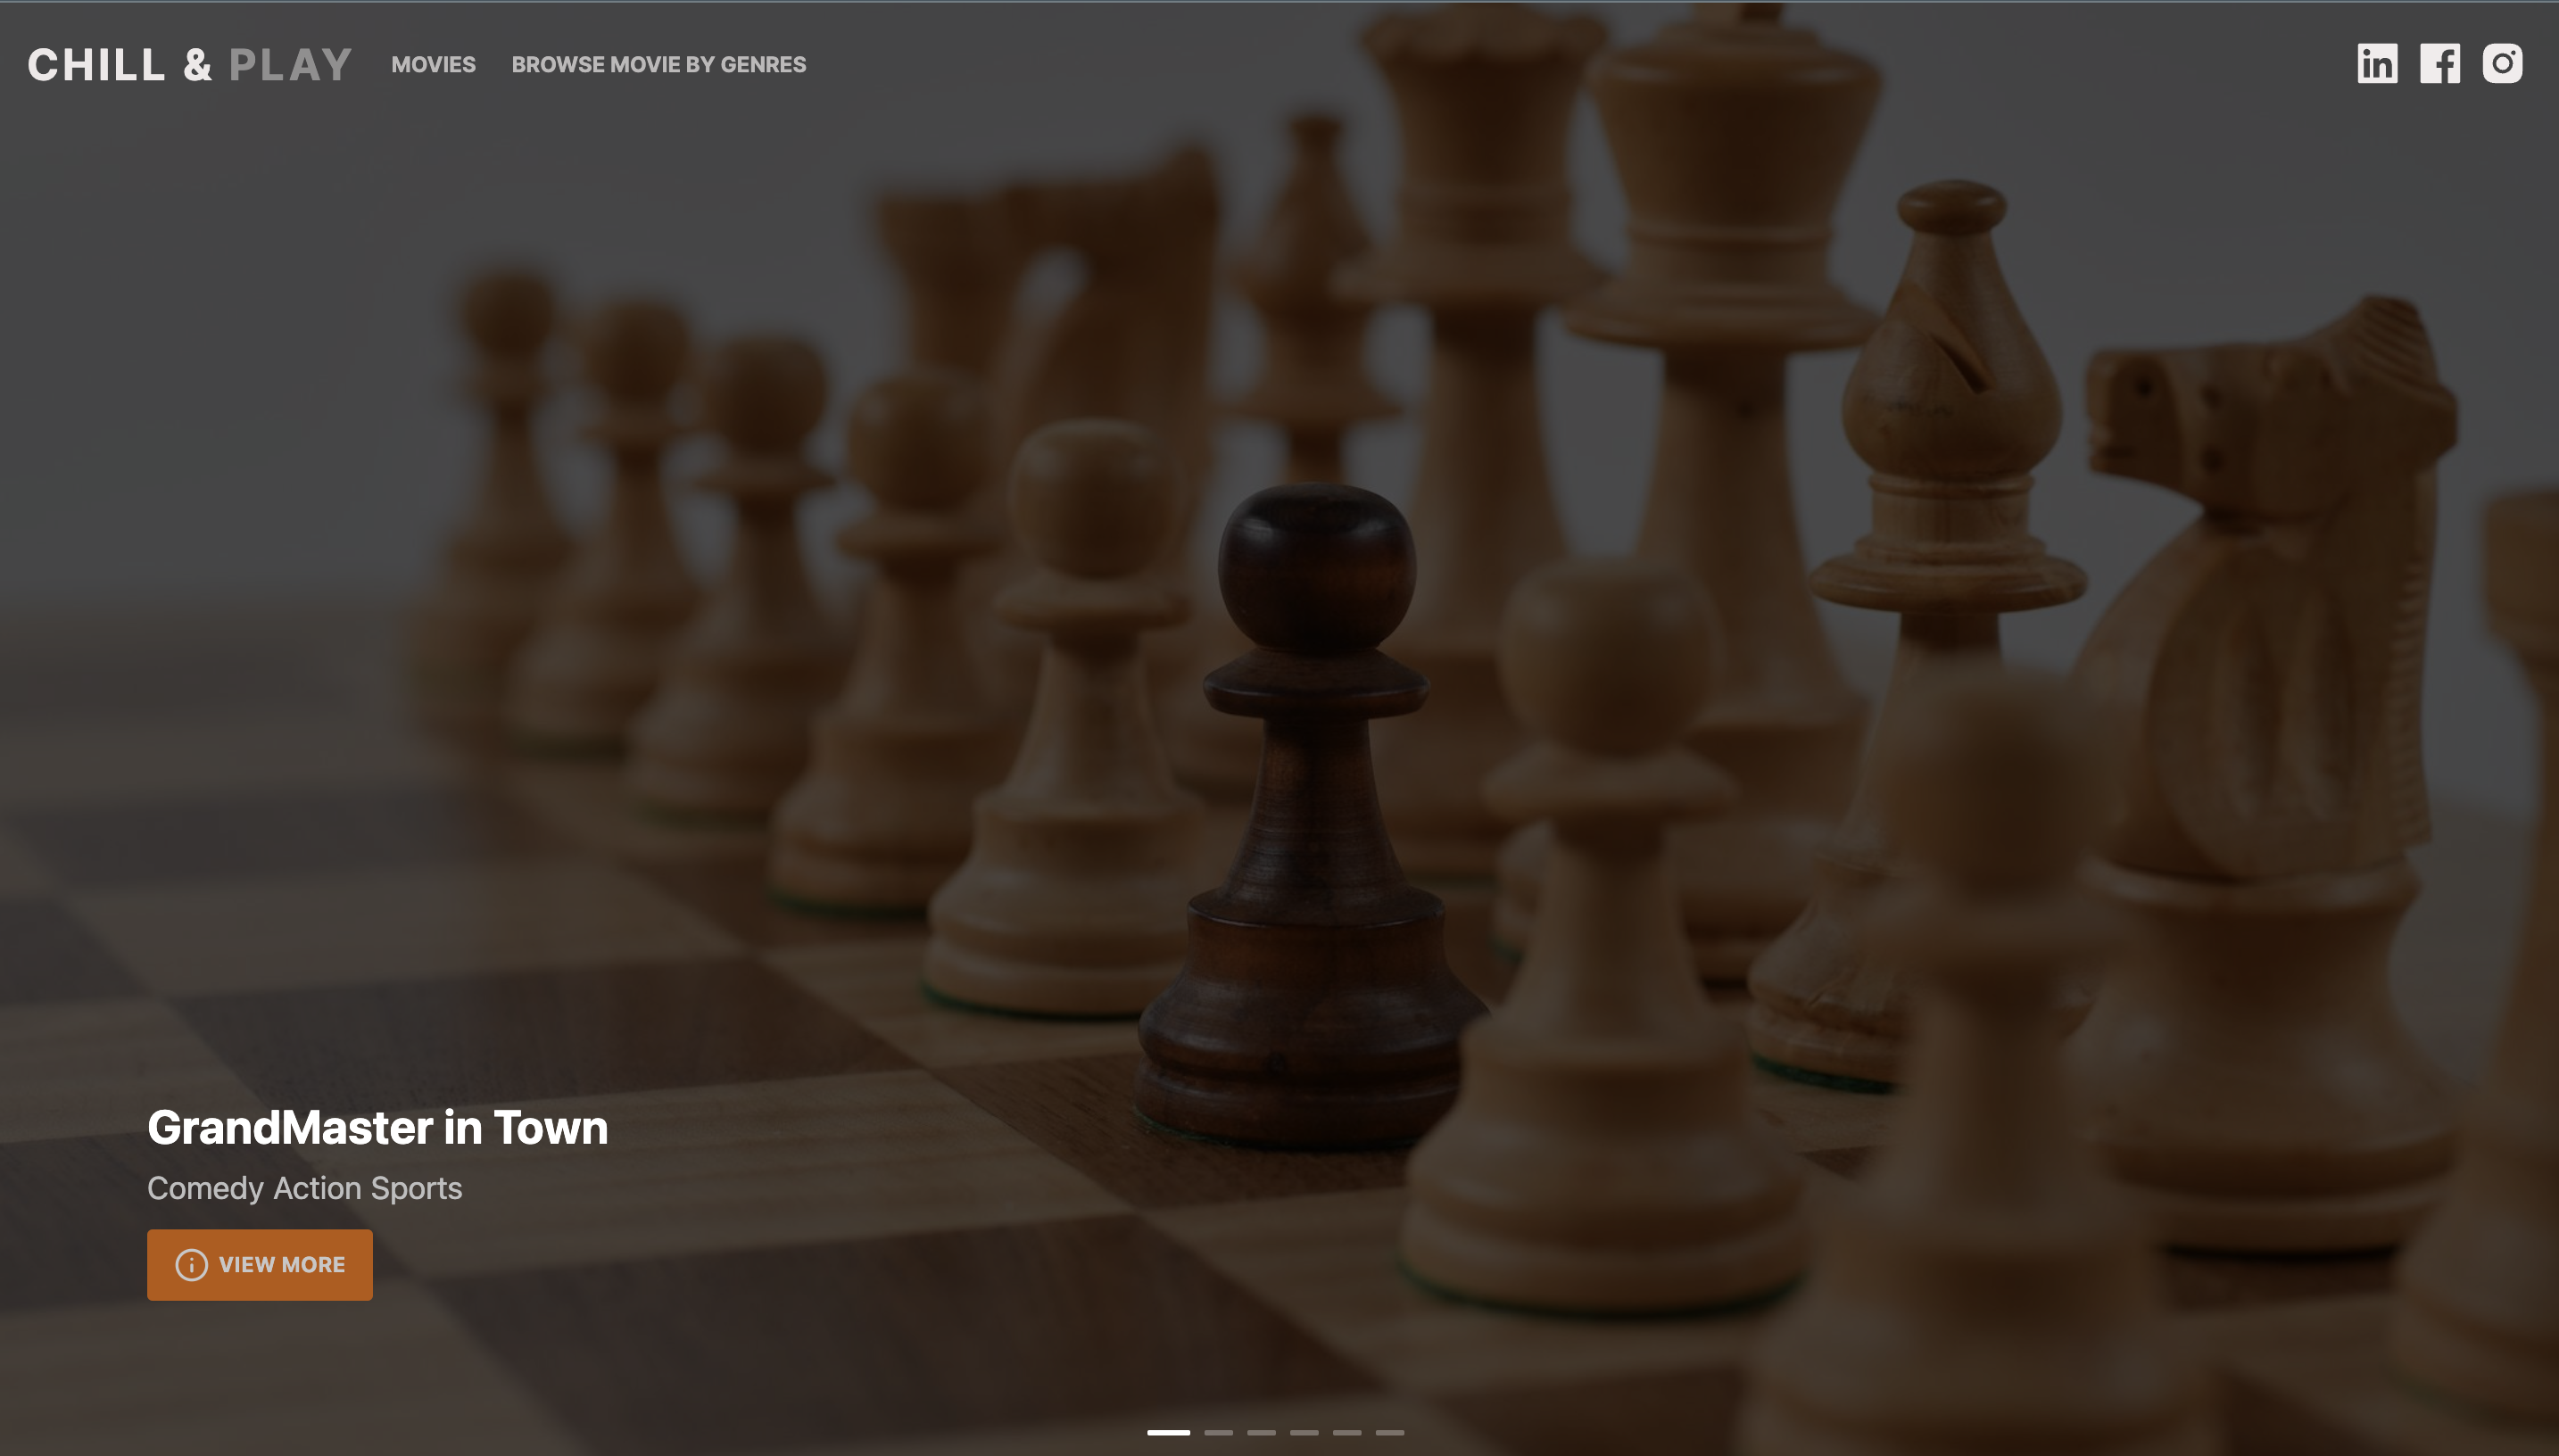 CHILL & PLAY
MOVIES
BROWSE MOVIE BY GENRES
GrandMaster in Town
Comedy Action Sports
VIEW MORE